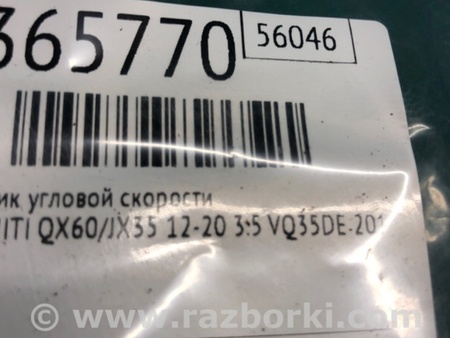 365770
56046
ик угловой скорости
ITI QX60/JX35 12-20 3.5 VQ35DE 201
© www.razborki.com